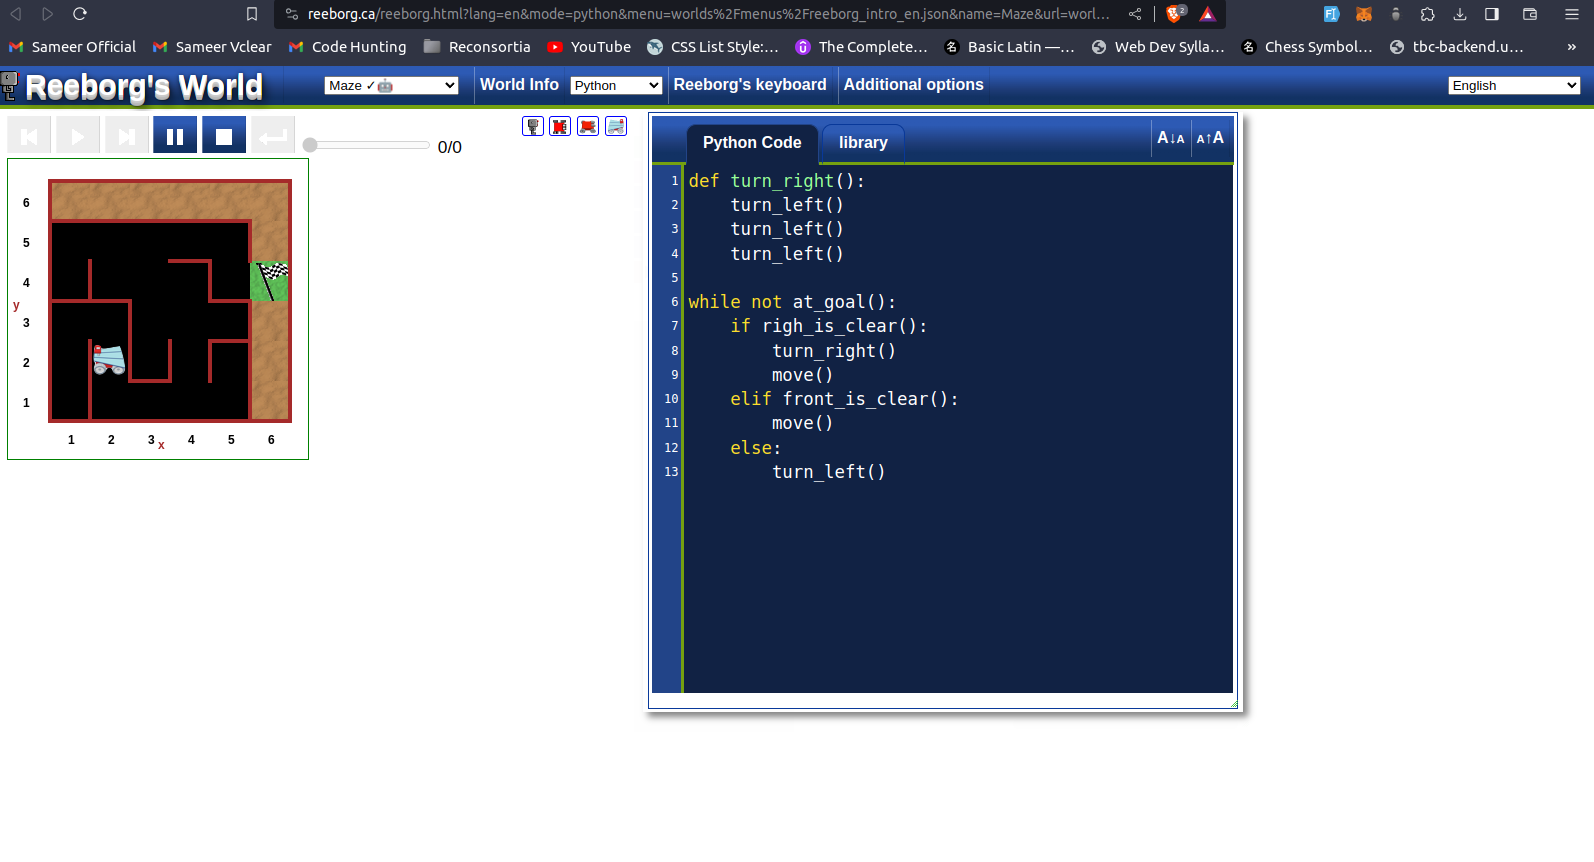 reeborg.ca/reeborg.html?lang=en&mode=python&menu=worlds%2Fmenus%2Freeborg_intro_en.json&name=Maze&url=worl...
2
Sameer Official Sameer Vclear Code Hunting Reconsortia YouTube CSS List Style:... The Complete... Basic Latin —... Web Dev Sylla... Chess Symbol... tbc-backend.u... »
Reeborg's World Maze ✓🤖 World Info Python Reeborg's keyboard Additional options English
0/0
Python Code library A↓A A↑A
6
5
4
y
3
2
1
1 2 3 x 4 5 6
1 def turn_right():
2 turn_left()
3 turn_left()
4 turn_left()
5
6 while not at_goal():
7 if righ_is_clear():
8 turn_right()
9 move()
10 elif front_is_clear():
11 move()
12 else:
13 turn_left()